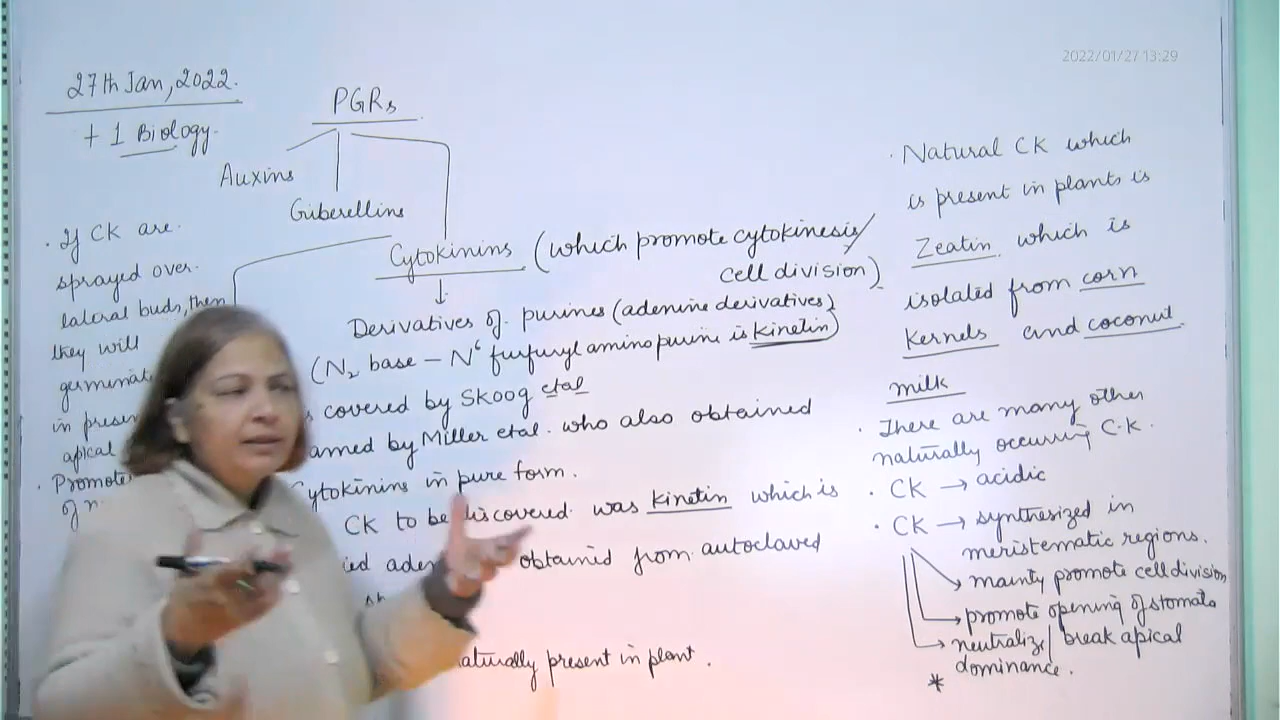 2022/01/27 13:29
27th Jan, 2022.
+ 1 Biology.
PGRs
Auxins
Giberellins
Cytokinins (which promote cytokinesis/
cell division)
↓
Derivatives of purines (adenine derivatives)
(N₂ base – N⁶ furfuryl amino purine is kinetin)
covered by Skoog etal
amed by Miller etal. who also obtained
Cytokinins in pure form.
CK to be discovered was kinetin which is
ied aden obtained from autoclaved
naturally present in plant.
· If CK are
sprayed over
lateral buds, then
they will
germinat
in presen
apical
· Promote
of
· Natural CK which
is present in plants is
Zeatin which is
isolated from corn
Kernels and coconut
milk
· There are many other
naturally occurring C.K.
· CK → acidic
· CK → synthesized in
meristematic regions.
→ mainly promote cell division
→ promote opening of stomata
→ neutralize/break apical
* dominance.